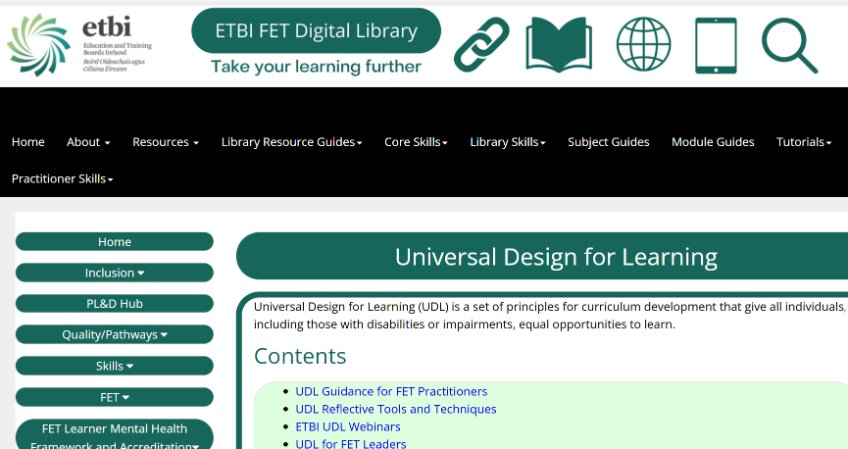 etbi
Education and Training
Boards Ireland
Boird Oideachais agus
Oiliúna Éireann
ETBI FET Digital Library
Take your learning further
Home About Resources Library Resource Guides Core Skills Library Skills Subject Guides Module Guides Tutorials
Practitioner Skills
Home
Inclusion
PL&D Hub
Quality/Pathways
Skills
FET
FET Learner Mental Health
Framework and Accreditation
Universal Design for Learning
Universal Design for Learning (UDL) is a set of principles for curriculum development that give all individuals,
including those with disabilities or impairments, equal opportunities to learn.
Contents
UDL Guidance for FET Practitioners
UDL Reflective Tools and Techniques
ETBI UDL Webinars
UDL for FET Leaders